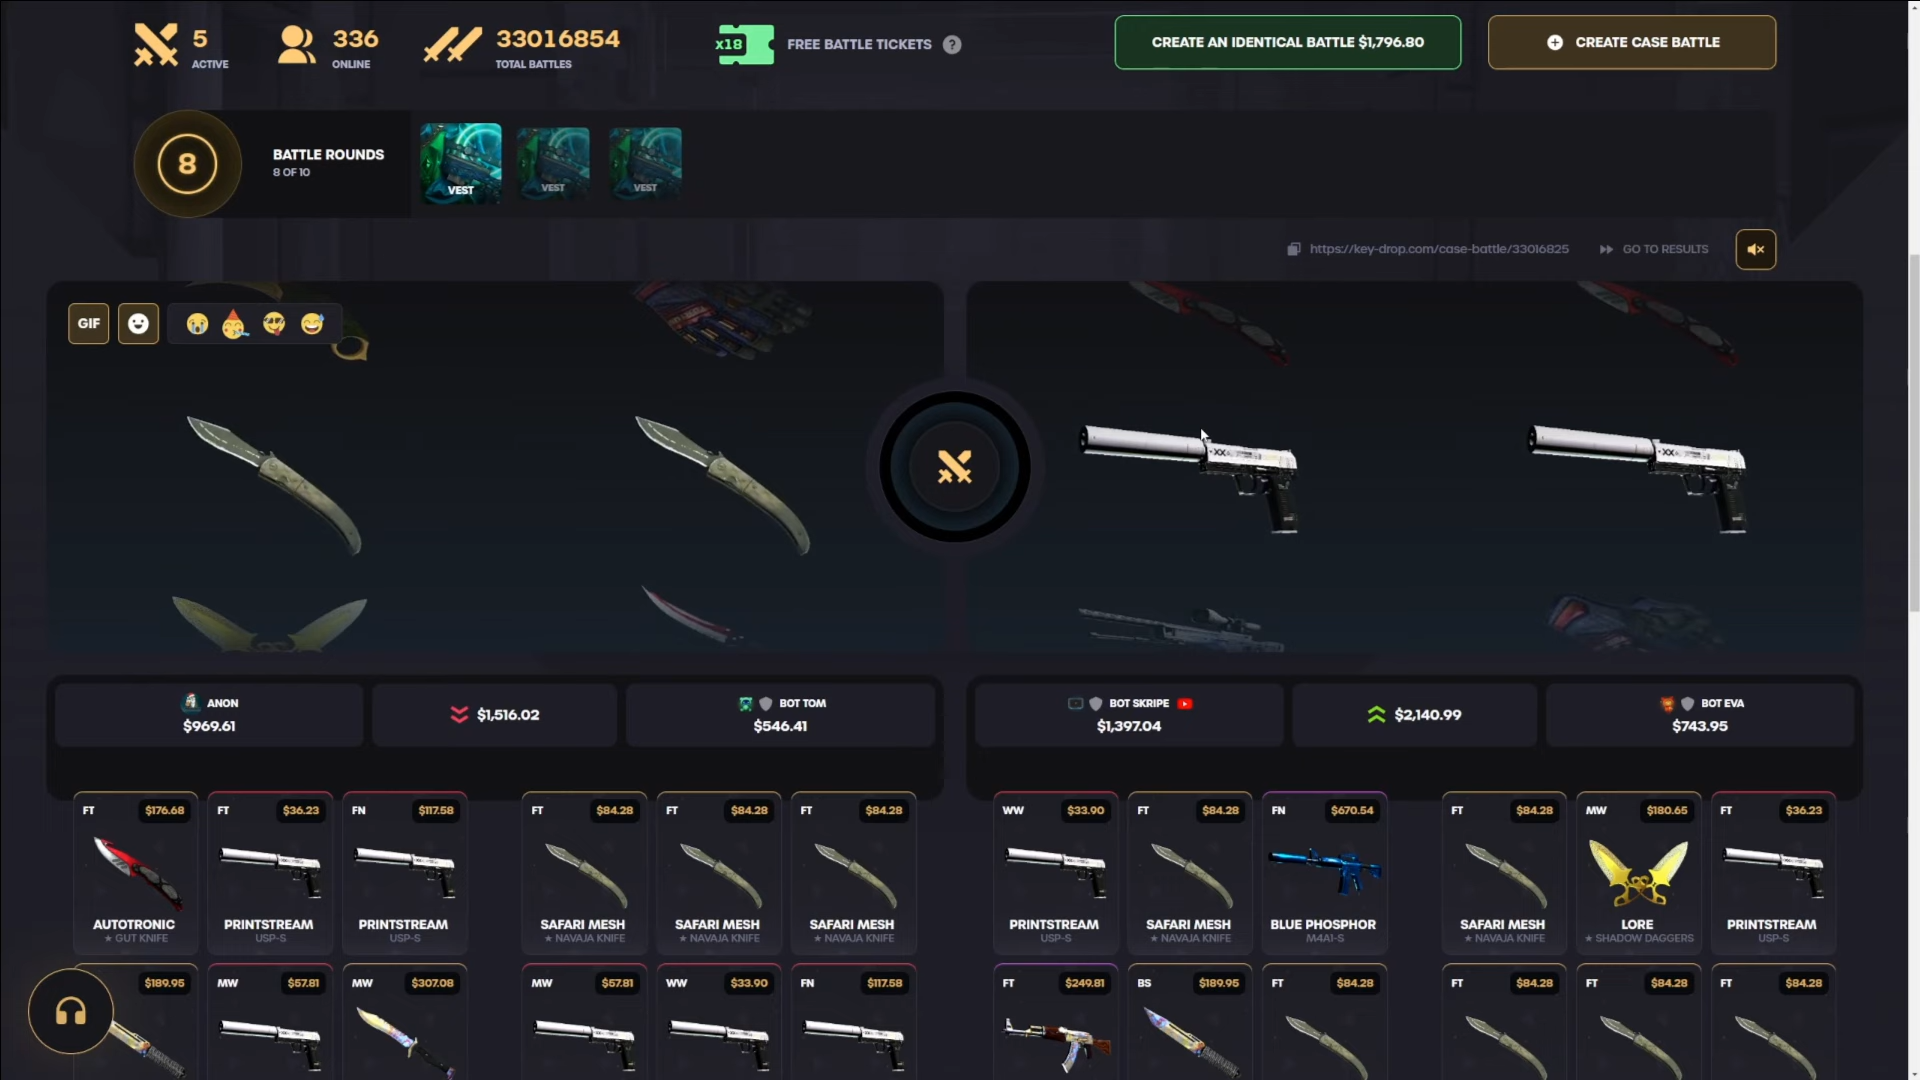 5
ACTIVE
336
ONLINE
33016854
TOTAL BATTLES
x18
FREE BATTLE TICKETS ?
CREATE AN IDENTICAL BATTLE $1,796.80
CREATE CASE BATTLE
8
BATTLE ROUNDS
8 OF 10
VEST
VEST
VEST
https://key-drop.com/case-battle/33016825
GO TO RESULTS
GIF
ANON
$969.61
$1,516.02
BOT TOM
$546.41
BOT SKRIPE
$1,397.04
$2,140.99
BOT EVA
$743.95
FT $176.68
AUTOTRONIC
★ GUT KNIFE
FT $36.23
PRINTSTREAM
USP-S
FN $117.58
PRINTSTREAM
USP-S
FT $84.28
SAFARI MESH
★ NAVAJA KNIFE
FT $84.28
SAFARI MESH
★ NAVAJA KNIFE
FT $84.28
SAFARI MESH
★ NAVAJA KNIFE
WW $33.90
PRINTSTREAM
USP-S
FT $84.28
SAFARI MESH
★ NAVAJA KNIFE
FN $670.54
BLUE PHOSPHOR
M4A1-S
FT $84.28
SAFARI MESH
★ NAVAJA KNIFE
MW $180.65
LORE
★ SHADOW DAGGERS
FT $36.23
PRINTSTREAM
USP-S
$189.95
MW $57.81
MW $307.08
MW $57.81
WW $33.90
FN $117.58
FT $249.81
BS $189.95
FT $84.28
FT $84.28
FT $84.28
FT $84.28